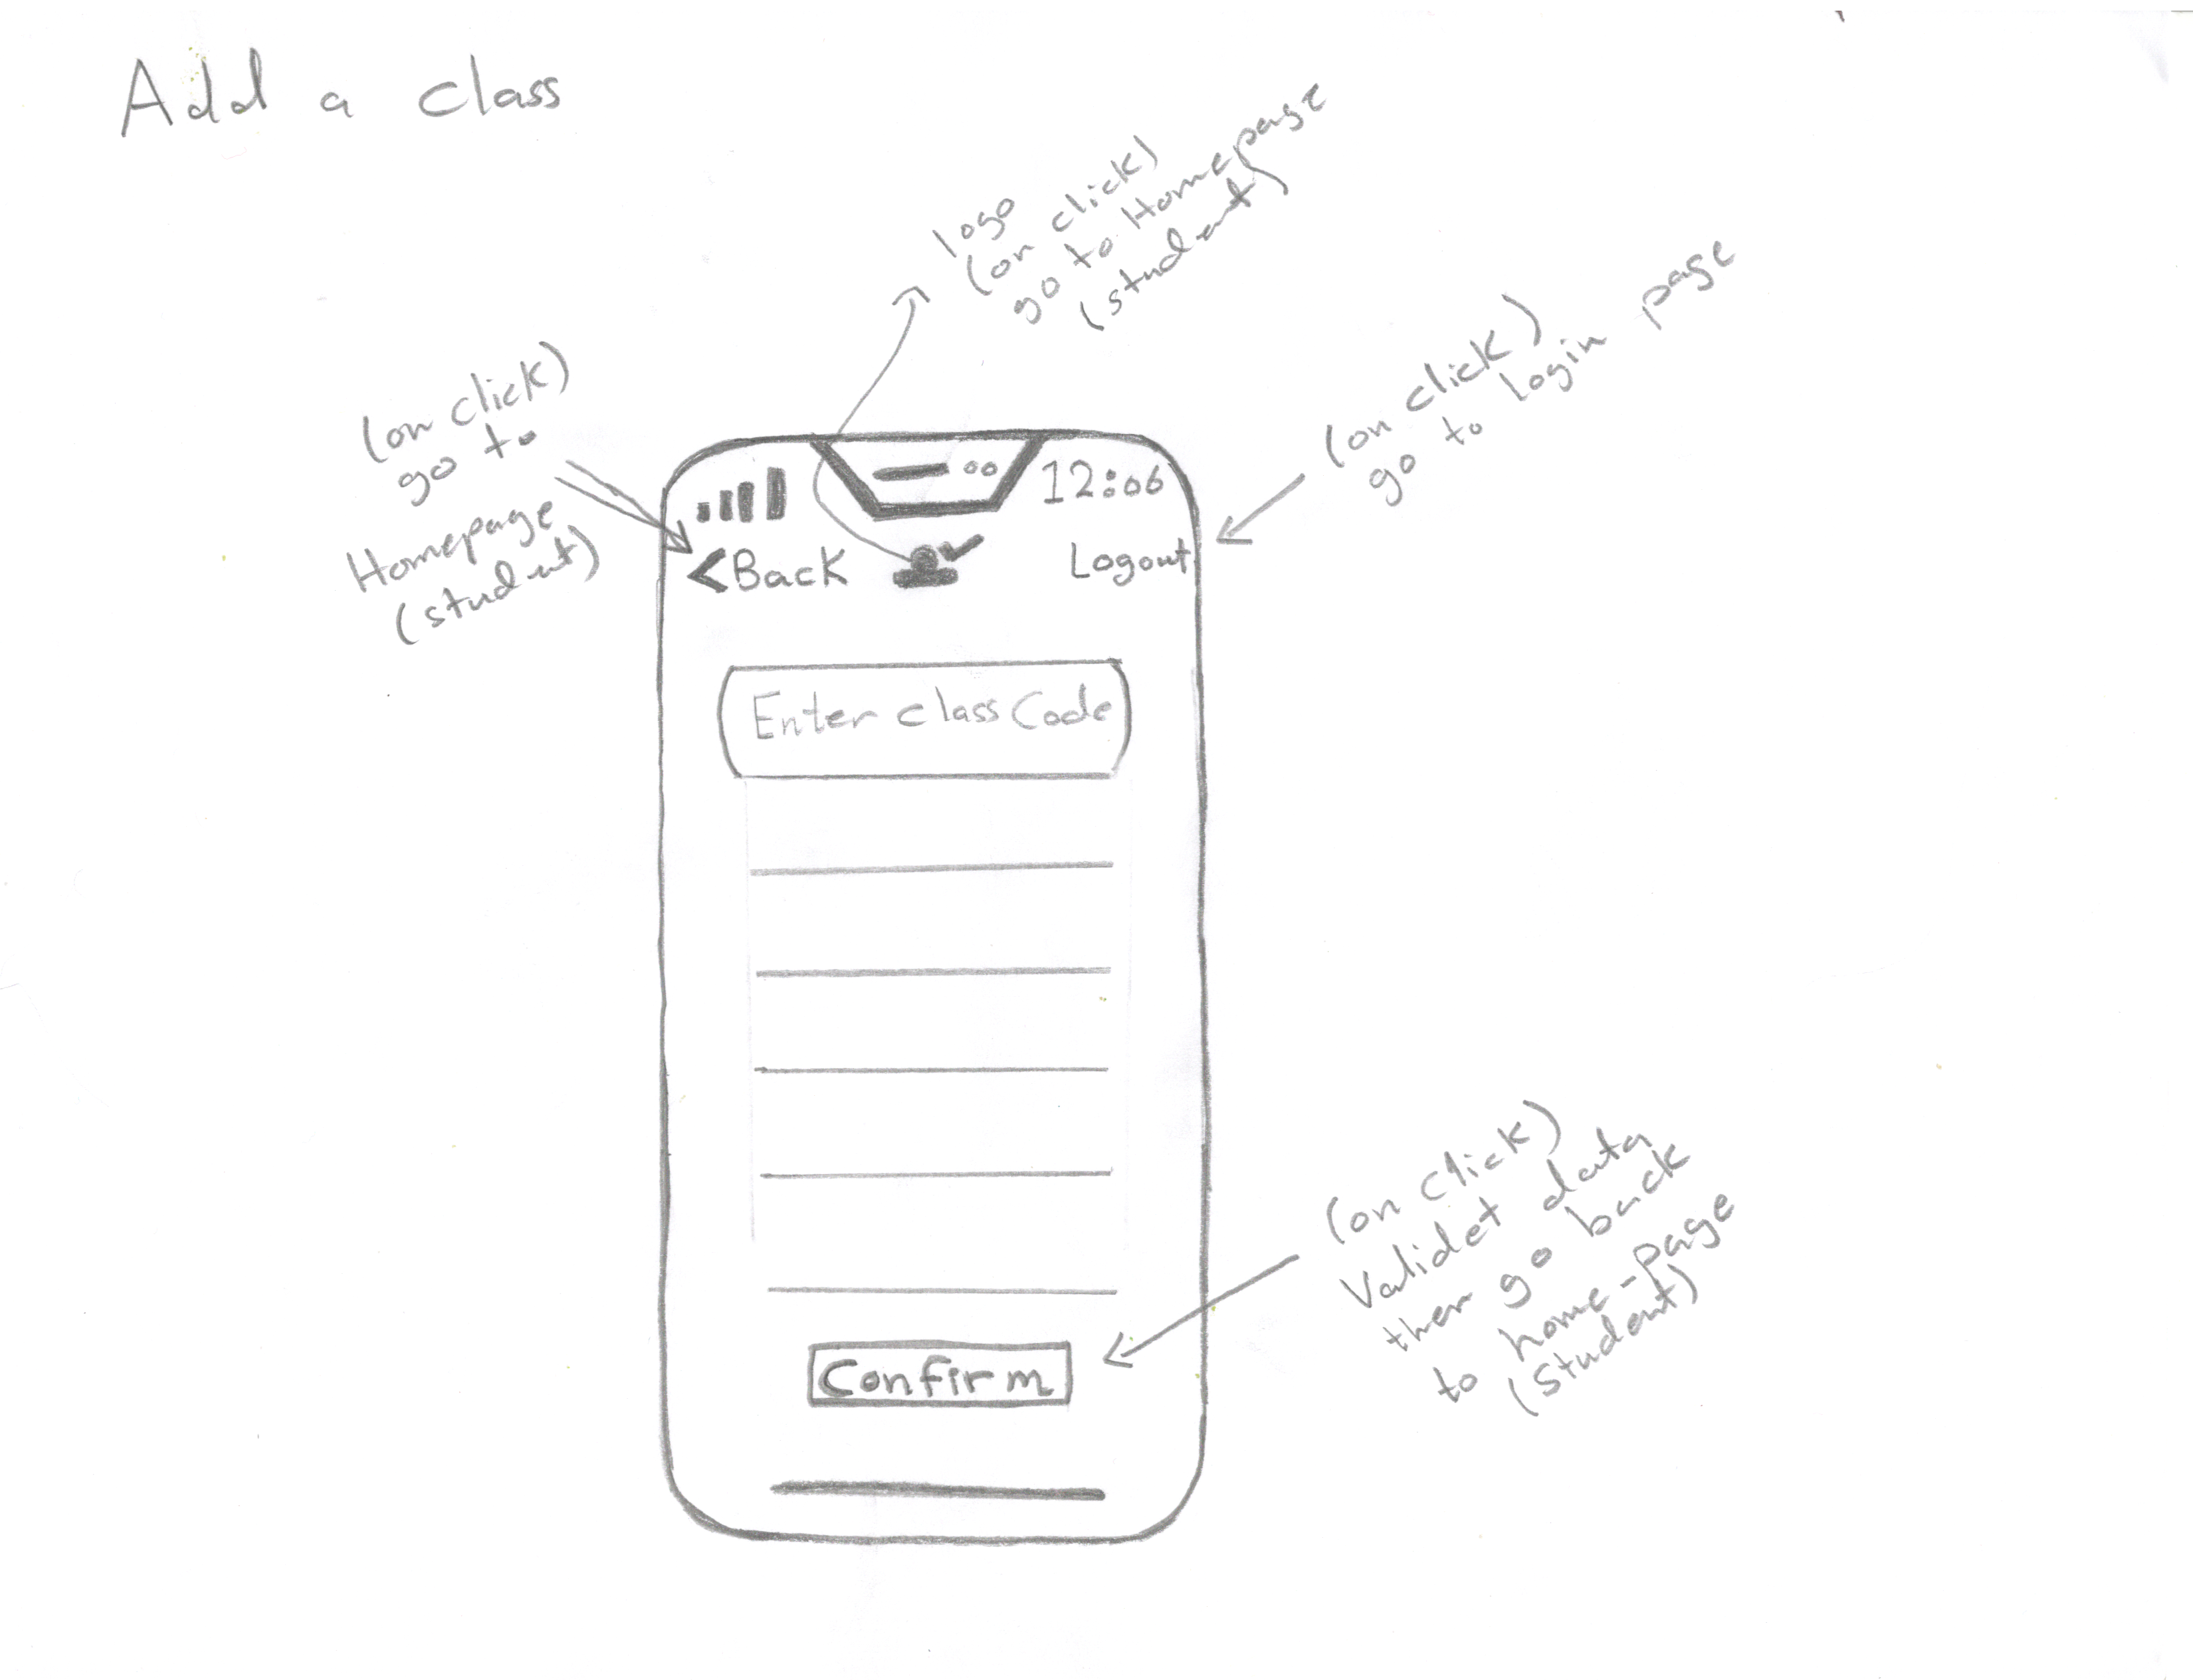 Add a class
logo
(on click)
go to Homepage
(student)
(on click)
go to
Homepage
(student)
(on click)
go to login page
12:06
<Back
Logout
Enter class Code
(on click)
Validet data
then go back
to home-page
(Student)
Confirm